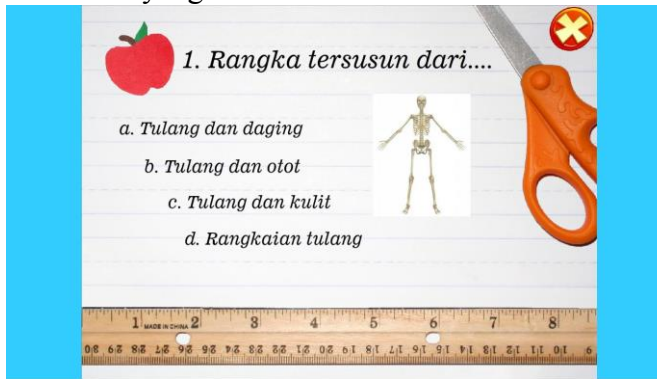 1. Rangka tersusun dari....
a. Tulang dan daging
b. Tulang dan otot
c. Tulang dan kulit
d. Rangkaian tulang
1 MADE IN CHINA 2 3 4 5 6 7 8